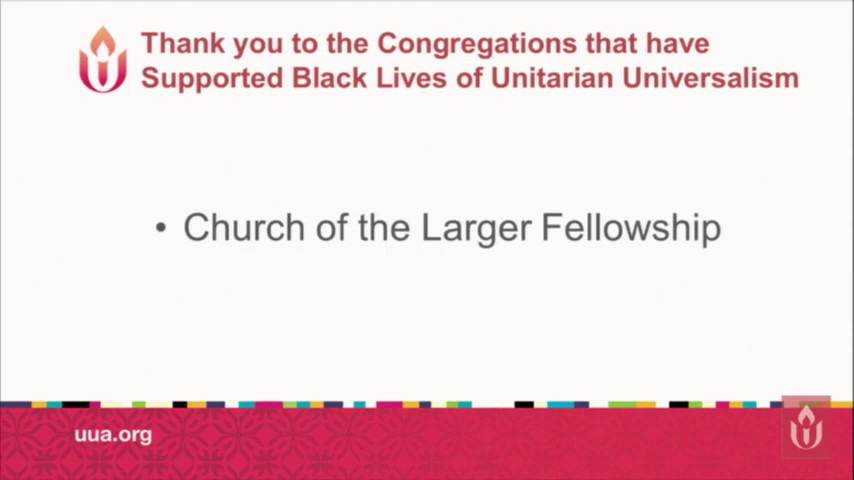 Thank you to the Congregations that have
Supported Black Lives of Unitarian Universalism
• Church of the Larger Fellowship
uua.org